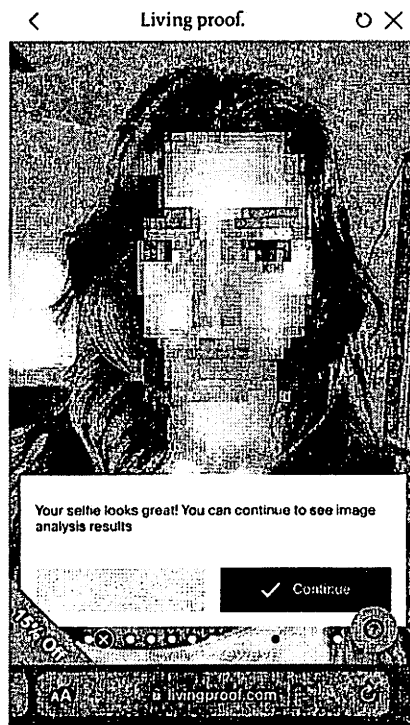 Living proof.
Your selfie looks great! You can continue to see image
analysis results
Continue
15% Off
AA livingproof.com